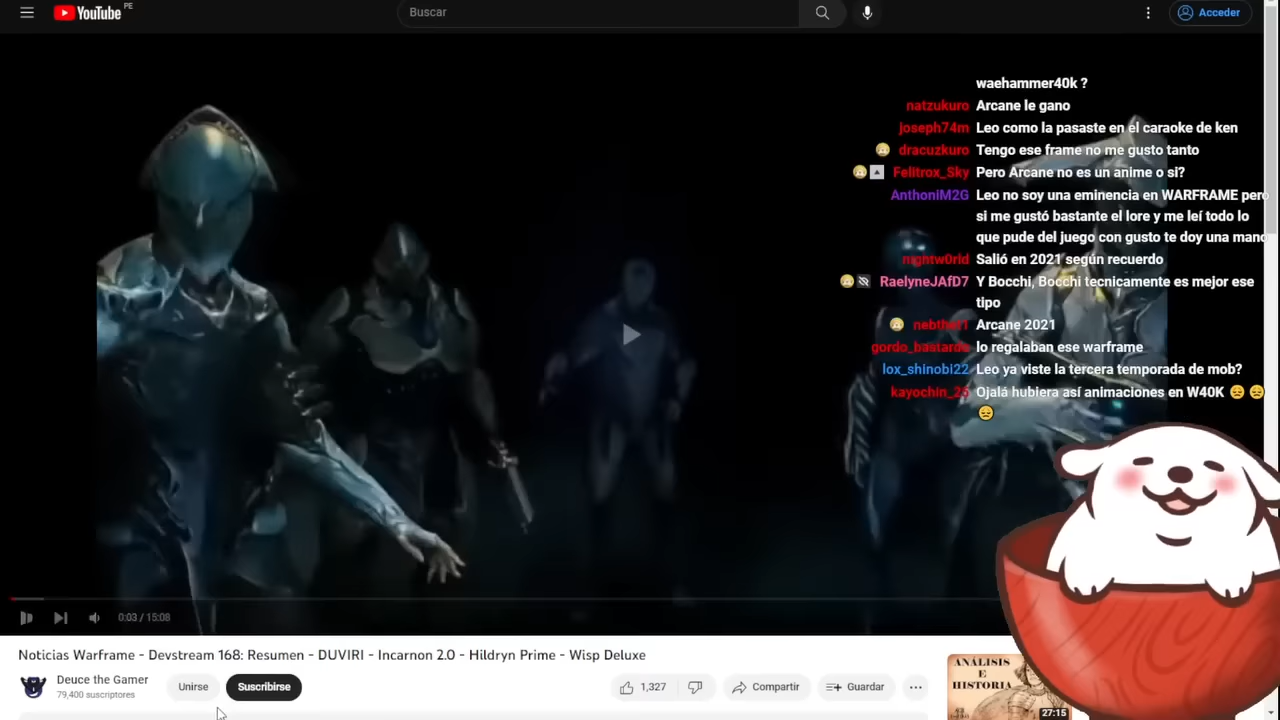 YouTube PE
Buscar
Acceder
waehammer40k ?
natzukuro Arcane le gano
joseph74m Leo como la pasaste en el caraoke de ken
dracuzkuro Tengo ese frame no me gusto tanto
Felitrox_Sky Pero Arcane no es un anime o si?
AnthoniM2G Leo no soy una eminencia en WARFRAME pero
si me gustó bastante el lore y me leí todo lo
que pude del juego con gusto te doy una mano
nightw0rld Salió en 2021 según recuerdo
RaelyneJAfD7 Y Bocchi, Bocchi tecnicamente es mejor ese
tipo
Arcane 2021
gordo_bastardo lo regalaban ese warframe
lox_shinobi22 Leo ya viste la tercera temporada de mob?
Ojalá hubiera así animaciones en W40K 😔 😔
😔
0:03 / 15:08
Noticias Warframe - Devstream 168: Resumen - DUVIRI - Incarnon 2.0 - Hildryn Prime - Wisp Deluxe
Deuce the Gamer
79,400 suscriptores
Unirse
Suscribirse
1,327
Compartir
Guardar
ANÁLISIS
E
HISTORIA
27:15